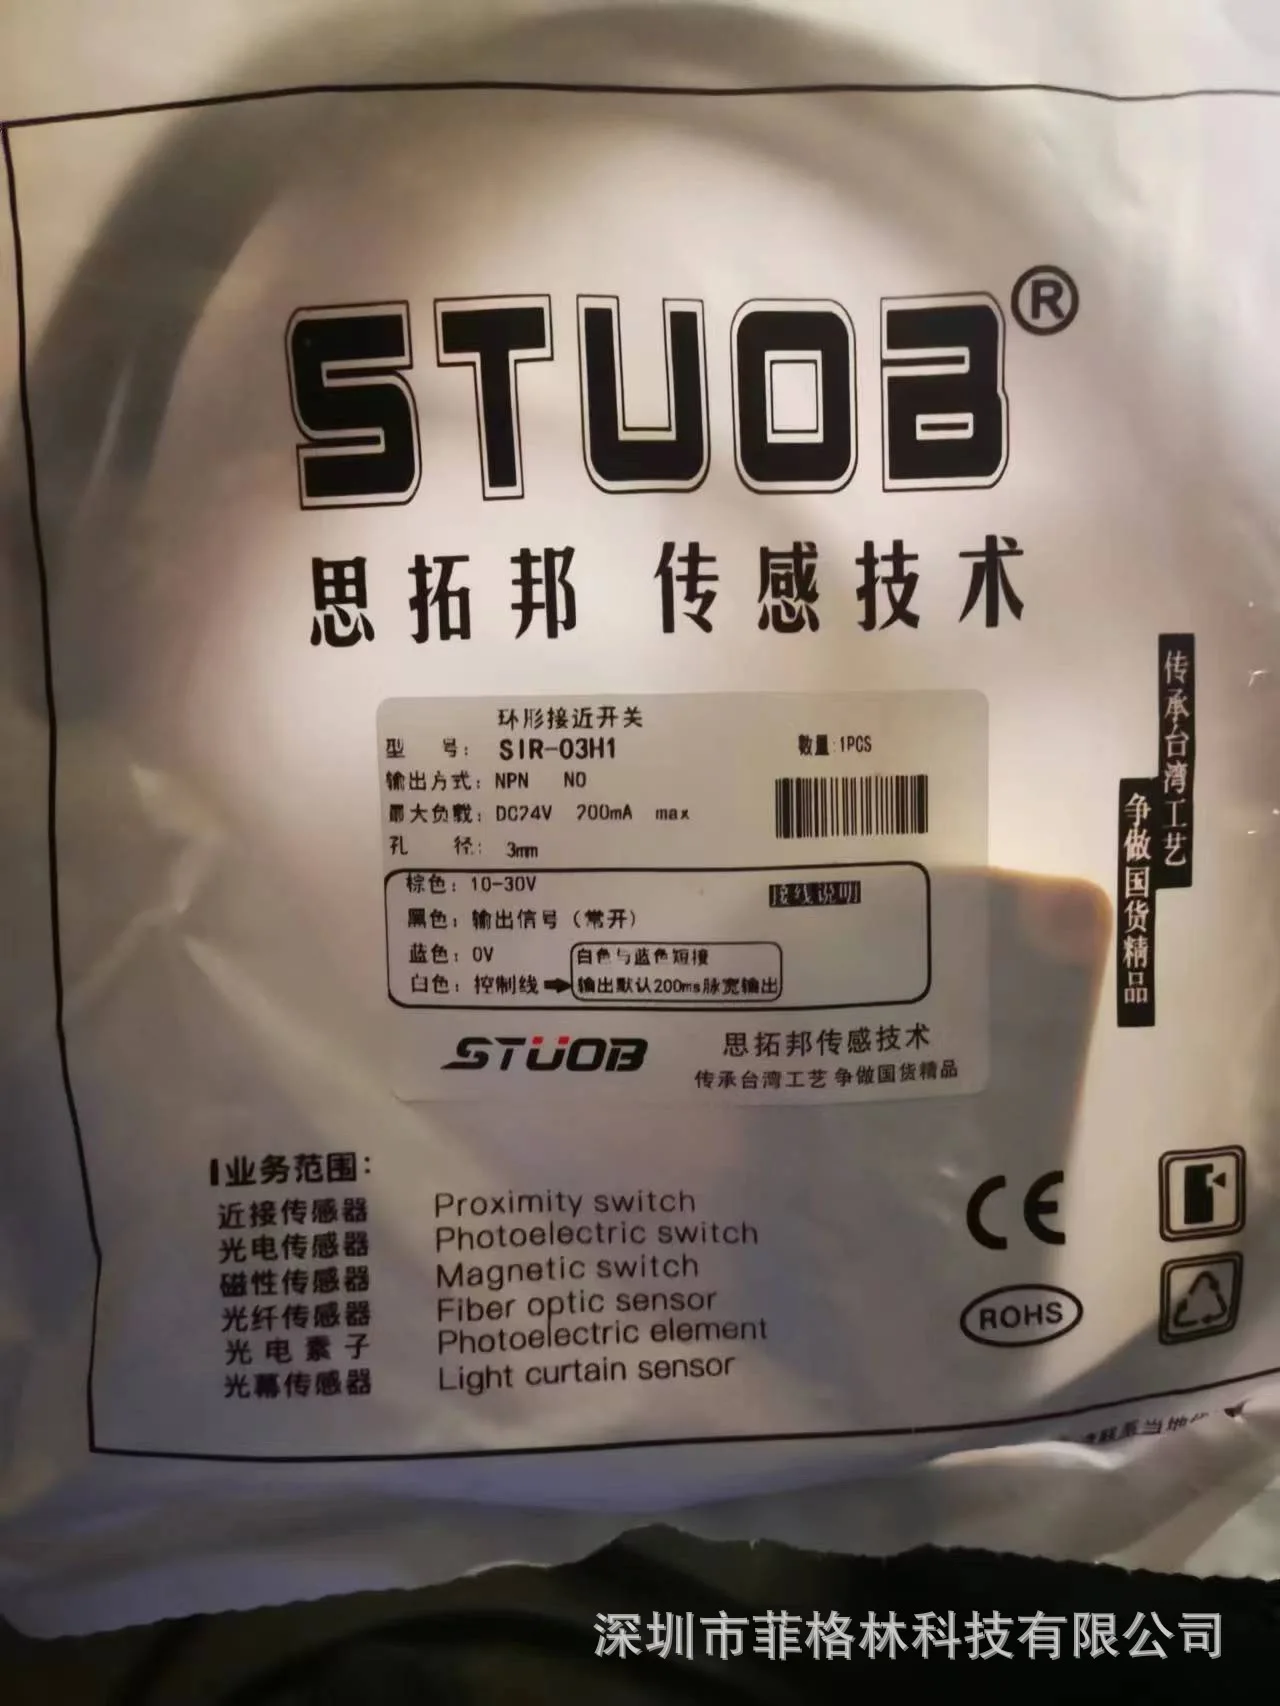 STUOB®
思拓邦 传感技术
传承台湾工艺
争做国货精品
环形接近开关
型 号: SIR-03H1
数量:1PCS
输出方式: NPN NO
最大负载: DC24V 200mA max
孔 径: 3mm
棕色: 10-30V
接线说明
黑色: 输出信号 (常开)
蓝色: 0V
白色与蓝色短接
白色: 控制线
输出默认200ms脉宽输出
STUOB
思拓邦传感技术
传承台湾工艺 争做国货精品
业务范围:
近接传感器 Proximity switch
光电传感器 Photoelectric switch
磁性传感器 Magnetic switch
光纤传感器 Fiber optic sensor
光电素子 Photoelectric element
光幕传感器 Light curtain sensor
CE
ROHS
联系当地
深圳市菲格林科技有限公司